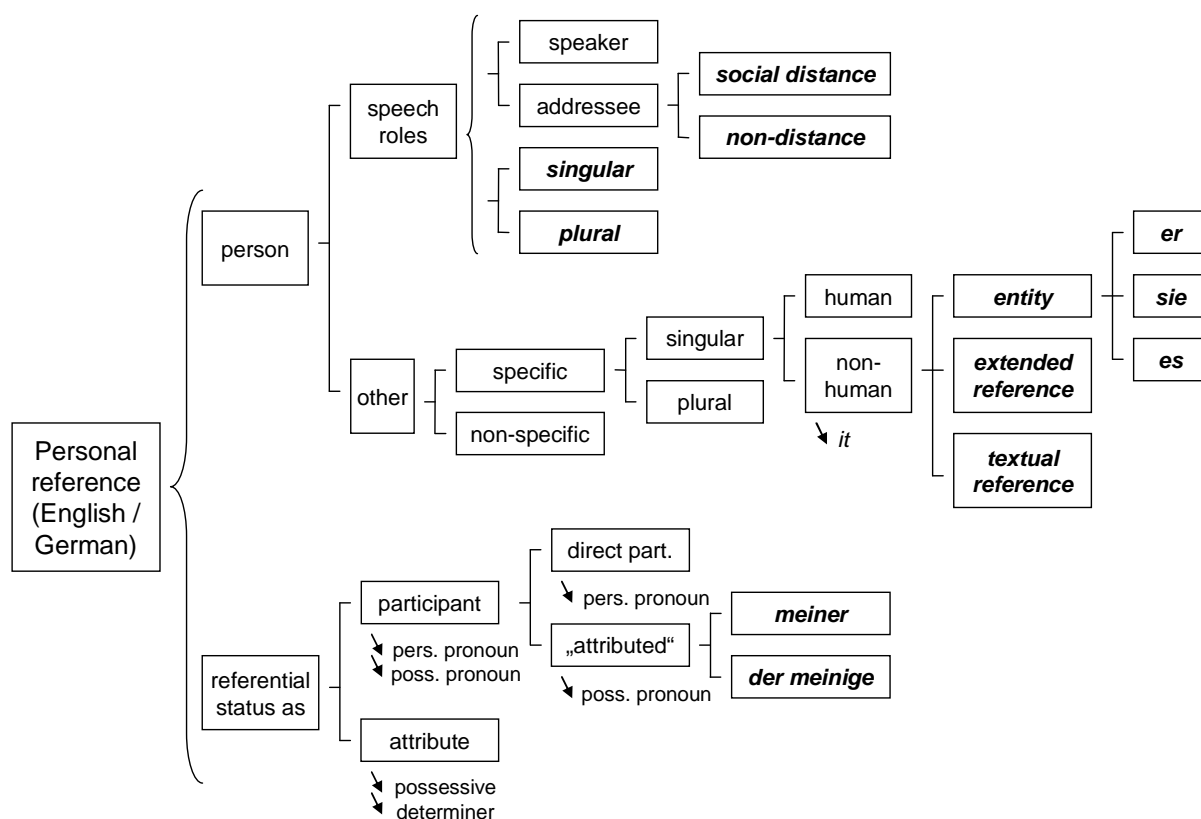 speaker
social distance
speech
roles
addressee
non-distance
singular
plural
person
er
human
entity
sie
singular
specific
non-
human
extended
reference
es
other
plural
non-specific
it
textual
reference
Personal
reference
(English /
German)
direct part.
participant
pers. pronoun
meiner
pers. pronoun
poss. pronoun
„attributed“
der meinige
referential
status as
poss. pronoun
attribute
possessive
determiner